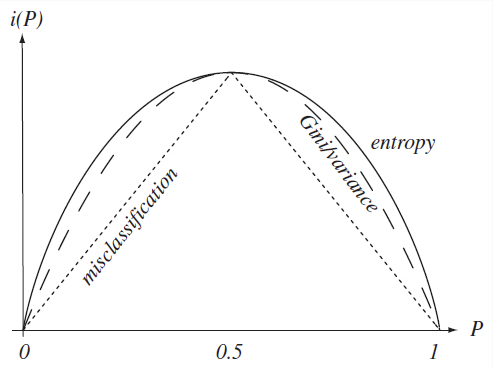 i(P)
entropy
Gini/variance
misclassification
P
0
0.5
1